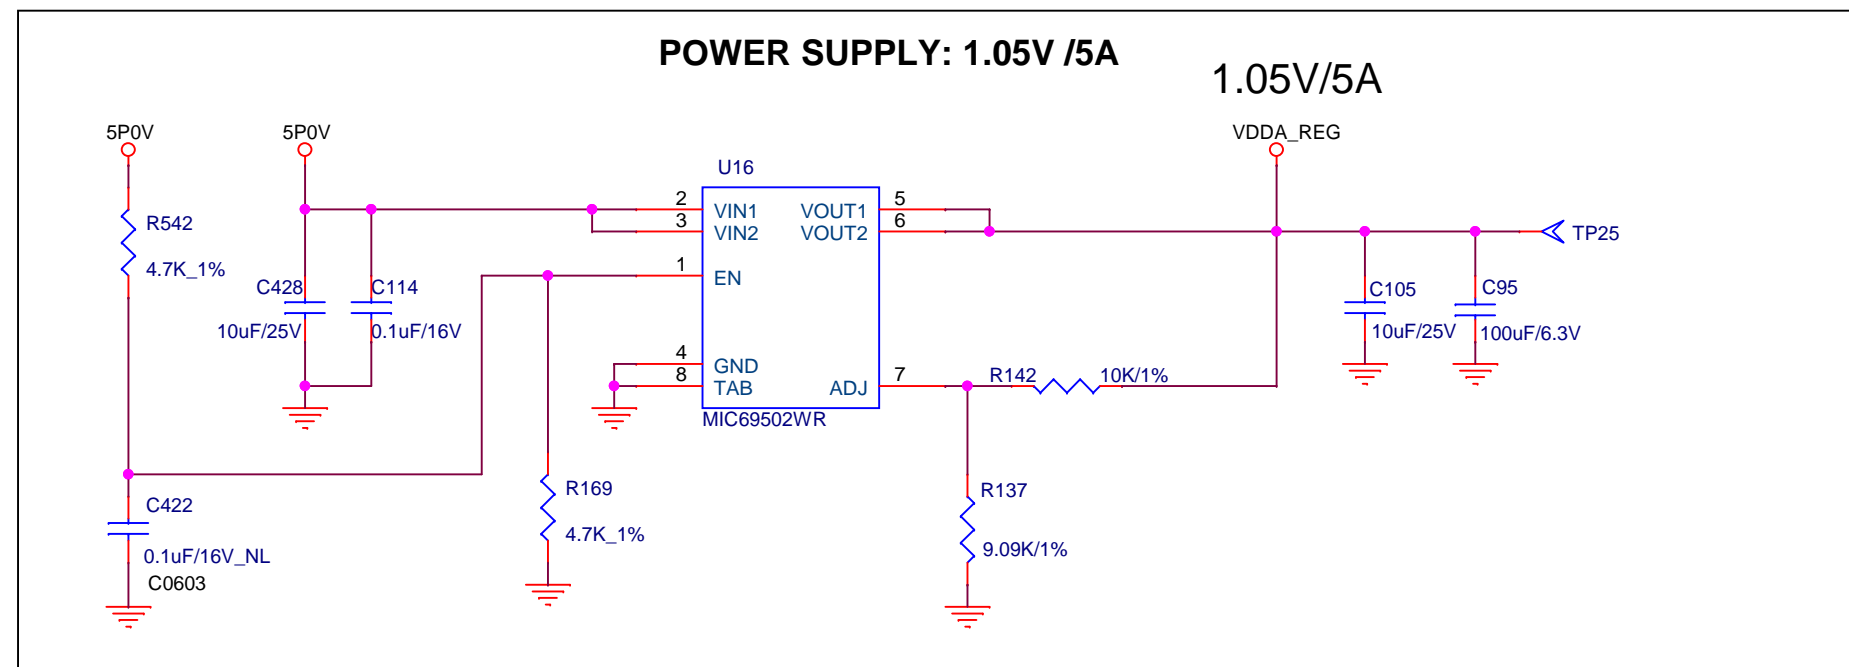 POWER SUPPLY: 1.05V /5A
1.05V/5A
5P0V
5P0V
VDDA_REG
U16
R542
4.7K_1%
2
VIN1
VOUT1
5
3
VIN2
VOUT2
6
TP25
1
EN
C428
10uF/25V
C114
0.1uF/16V
C105
10uF/25V
C95
100uF/6.3V
4
GND
8
TAB
ADJ
7
R142
10K/1%
MIC69502WR
C422
0.1uF/16V_NL
C0603
R169
4.7K_1%
R137
9.09K/1%